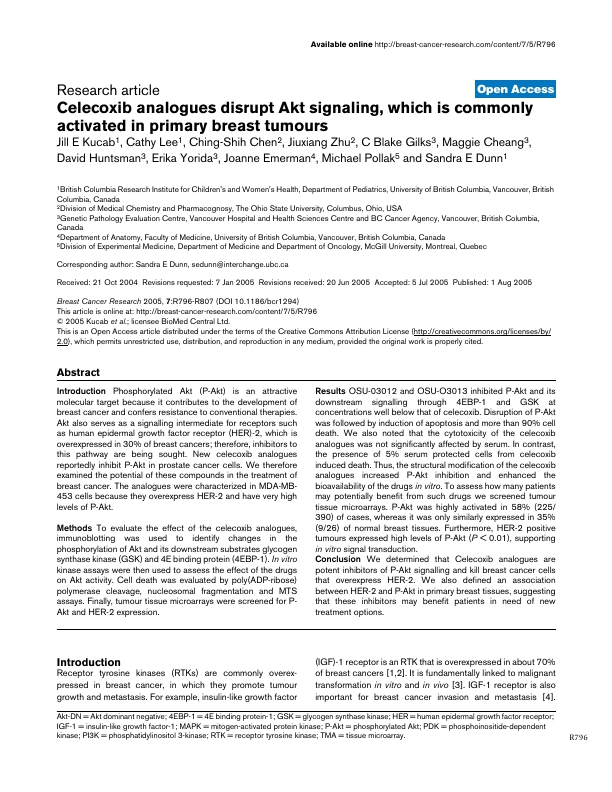 Available online http://breast-cancer-research.com/content/7/5/R796
Research article
Open Access
Celecoxib analogues disrupt Akt signaling, which is commonly
activated in primary breast tumours
Jill E Kucab1, Cathy Lee1, Ching-Shih Chen2, Jiuxiang Zhu2, C Blake Gilks3, Maggie Cheang3,
David Huntsman3, Erika Yorida3, Joanne Emerman4, Michael Pollak5 and Sandra E Dunn1
1British Columbia Research Institute for Children's and Women's Health, Department of Pediatrics, University of British Columbia, Vancouver, British
Columbia, Canada
2Division of Medical Chemistry and Pharmacognosy, The Ohio State University, Columbus, Ohio, USA
3Genetic Pathology Evaluation Centre, Vancouver Hospital and Health Sciences Centre and BC Cancer Agency, Vancouver, British Columbia,
Canada
4Department of Anatomy, Faculty of Medicine, University of British Columbia, Vancouver, British Columbia, Canada
5Division of Experimental Medicine, Department of Medicine and Department of Oncology, McGill University, Montreal, Quebec
Corresponding author: Sandra E Dunn, sedunn@interchange.ubc.ca
Received: 21 Oct 2004 Revisions requested: 7 Jan 2005 Revisions received: 20 Jun 2005 Accepted: 5 Jul 2005 Published: 1 Aug 2005
Breast Cancer Research 2005, 7:R796-R807 (DOI 10.1186/bcr1294)
This article is online at: http://breast-cancer-research.com/content/7/5/R796
© 2005 Kucab et al.; licensee BioMed Central Ltd.
This is an Open Access article distributed under the terms of the Creative Commons Attribution License (http://creativecommons.org/licenses/by/
2.0), which permits unrestricted use, distribution, and reproduction in any medium, provided the original work is properly cited.
Abstract
Introduction Phosphorylated Akt (P-Akt) is an attractive
molecular target because it contributes to the development of
breast cancer and confers resistance to conventional therapies.
Akt also serves as a signalling intermediate for receptors such
as human epidermal growth factor receptor (HER)-2, which is
overexpressed in 30% of breast cancers; therefore, inhibitors to
this pathway are being sought. New celecoxib analogues
reportedly inhibit P-Akt in prostate cancer cells. We therefore
examined the potential of these compounds in the treatment of
breast cancer. The analogues were characterized in MDA-MB-
453 cells because they overexpress HER-2 and have very high
levels of P-Akt.
Methods To evaluate the effect of the celecoxib analogues,
immunoblotting was used to identify changes in the
phosphorylation of Akt and its downstream substrates glycogen
synthase kinase (GSK) and 4E binding protein (4EBP-1). In vitro
kinase assays were then used to assess the effect of the drugs
on Akt activity. Cell death was evaluated by poly(ADP-ribose)
polymerase cleavage, nucleosomal fragmentation and MTS
assays. Finally, tumour tissue microarrays were screened for P-
Akt and HER-2 expression.
Results OSU-03012 and OSU-O3013 inhibited P-Akt and its
downstream signalling through 4EBP-1 and GSK at
concentrations well below that of celecoxib. Disruption of P-Akt
was followed by induction of apoptosis and more than 90% cell
death. We also noted that the cytotoxicity of the celecoxib
analogues was not significantly affected by serum. In contrast,
the presence of 5% serum protected cells from celecoxib
induced death. Thus, the structural modification of the celecoxib
analogues increased P-Akt inhibition and enhanced the
bioavailability of the drugs in vitro. To assess how many patients
may potentially benefit from such drugs we screened tumour
tissue microarrays. P-Akt was highly activated in 58% (225/
390) of cases, whereas it was only similarly expressed in 35%
(9/26) of normal breast tissues. Furthermore, HER-2 positive
tumours expressed high levels of P-Akt (P < 0.01), supporting
in vitro signal transduction.
Conclusion We determined that Celecoxib analogues are
potent inhibitors of P-Akt signalling and kill breast cancer cells
that overexpress HER-2. We also defined an association
between HER-2 and P-Akt in primary breast tissues, suggesting
that these inhibitors may benefit patients in need of new
treatment options.
Introduction
Receptor tyrosine kinases (RTKs) are commonly overex-
pressed in breast cancer, in which they promote tumour
growth and metastasis. For example, insulin-like growth factor
(IGF)-1 receptor is an RTK that is overexpressed in about 70%
of breast cancers [1,2]. It is fundamentally linked to malignant
transformation in vitro and in vivo [3]. IGF-1 receptor is also
important for breast cancer invasion and metastasis [4].
Akt-DN = Akt dominant negative; 4EBP-1 = 4E binding protein-1; GSK = glycogen synthase kinase; HER = human epidermal growth factor receptor;
IGF-1 = insulin-like growth factor-1; MAPK = mitogen-activated protein kinase; P-Akt = phosphorylated Akt; PDK = phosphoinositide-dependent
kinase; PI3K = phosphatidylinositol 3-kinase; RTK = receptor tyrosine kinase; TMA = tissue microarray.
R796